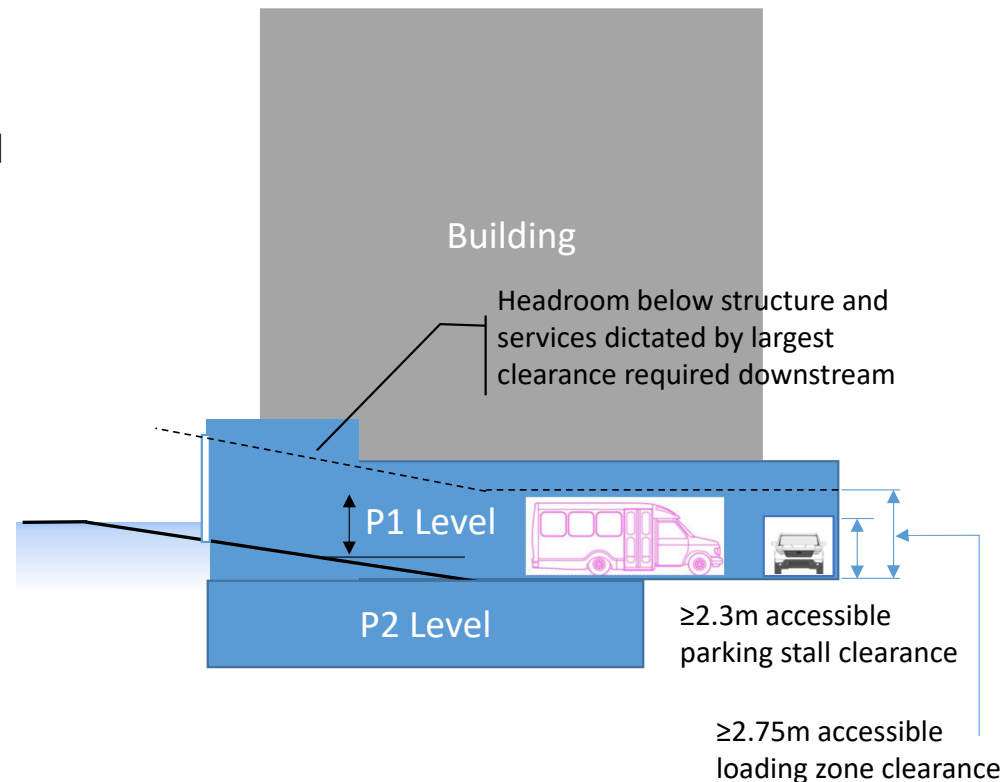 Building
Headroom below structure and
services dictated by largest
clearance required downstream
P1 Level
P2 Level
≥2.3m accessible
parking stall clearance
≥2.75m accessible
loading zone clearance